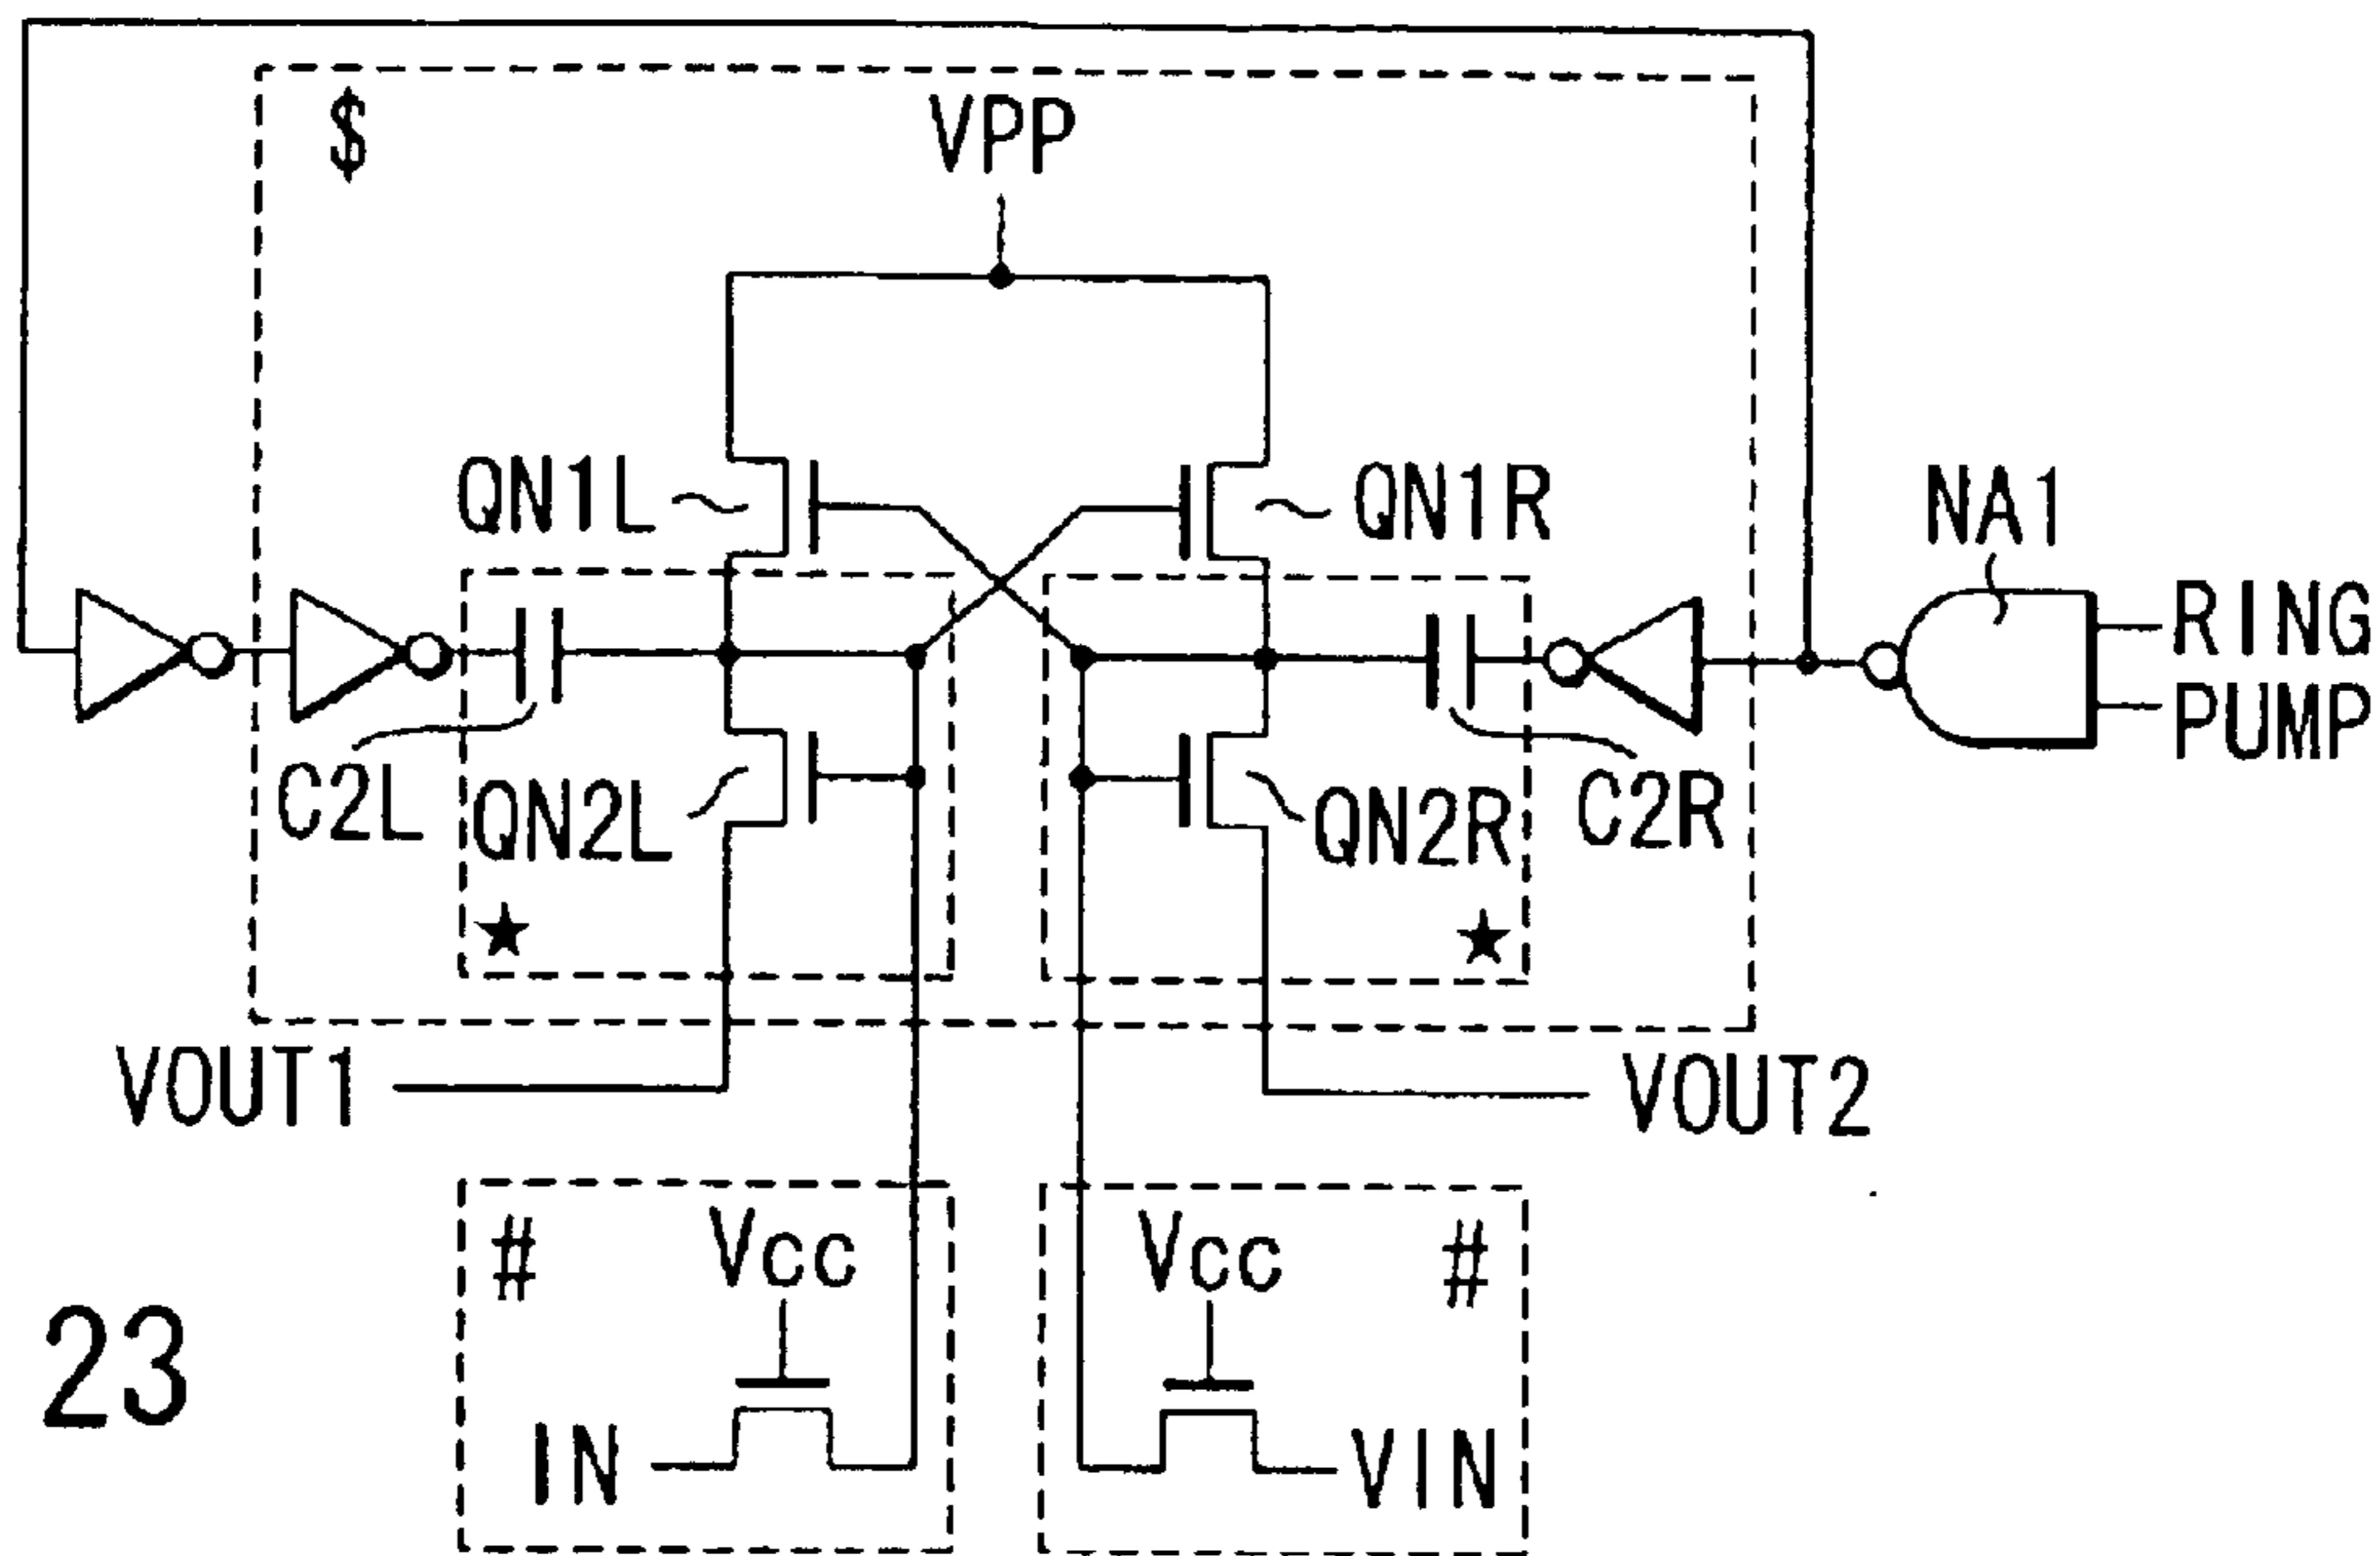 $
VPP
QN1L
QN1R
NA1
RING
PUMP
C2L
QN2L
QN2R
C2R
★
★
VOUT1
VOUT2
#
Vcc
Vcc
#
IN
VIN
23